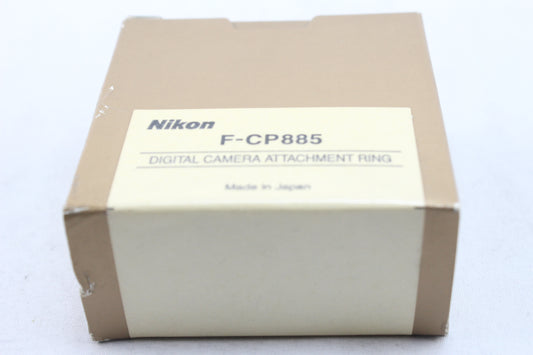 Nikon
F-CP885
DIGITAL CAMERA ATTACHMENT RING
Made in Japan